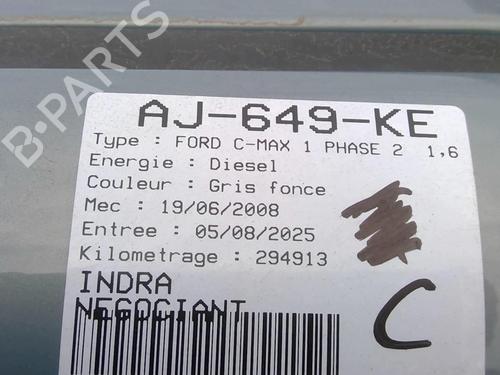 B-PARTS
AJ-649-KE
Type : FORD C-MAX 1 PHASE 2 1,6
Energie : Diesel
Couleur : Gris fonce
Mec : 19/06/2008
Entree : 05/08/2025
Kilometrage : 294913
INDRA
NEGOCIANT
C